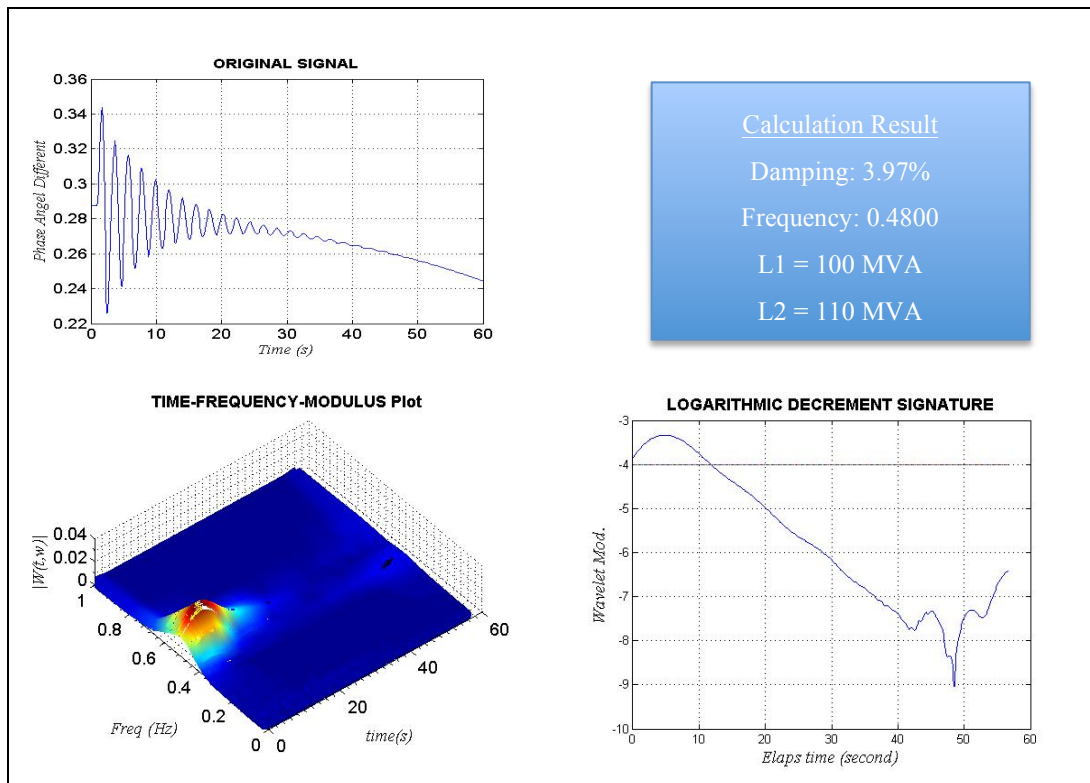 ORIGINAL SIGNAL
0.36
0.34
0.32
0.3
0.28
0.26
0.24
0.22
Phase Angel Different
0 10 20 30 40 50 60
Time (s)
Calculation Result
Damping: 3.97%
Frequency: 0.4800
L1 = 100 MVA
L2 = 110 MVA
TIME-FREQUENCY-MODULUS Plot
|W(t,w)|
0.04
0.02
0
1
0.8
0.6
0.4
0.2
0
Freq (Hz)
0
20
40
60
time(s)
LOGARITHMIC DECREMENT SIGNATURE
-3
-4
-5
-6
-7
-8
-9
-10
Wavelet Mod.
0 10 20 30 40 50 60
Elaps time (second)